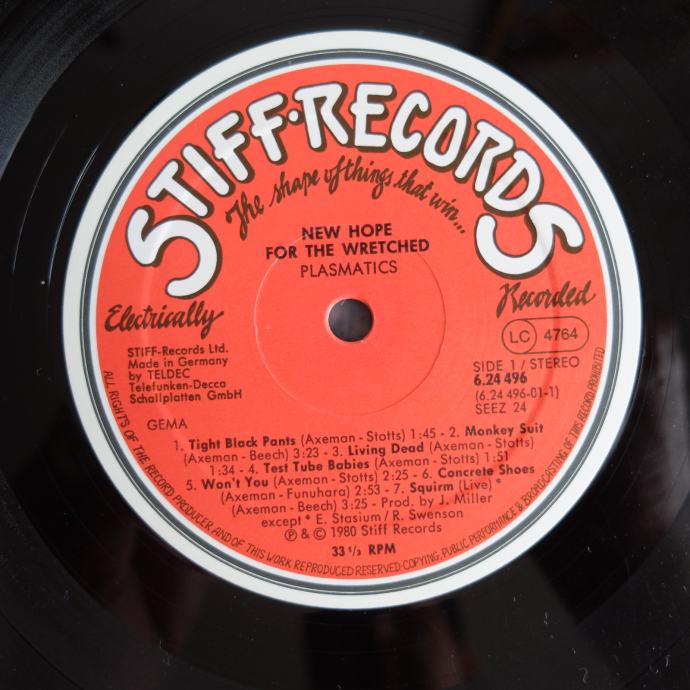 STIFF·RECORDS
The shape of things that win...
NEW HOPE
FOR THE WRETCHED
PLASMATICS
Electrically
Recorded
LC 4764
STIFF-Records Ltd.
Made in Germany
by TELDEC
Telefunken-Decca
Schallplatten GmbH
SIDE 1/STEREO
6.24 496
(6.24 496-01-1)
SEEZ 24
GEMA
1. Tight Black Pants (Axeman - Stotts) 1:45 - 2. Monkey Suit
(Axeman - Beech) 3:23 - 3. Living Dead (Axeman - Stotts)
1:34 - 4. Test Tube Babies (Axeman - Stotts) 1:51
5. Won't You (Axeman - Stotts) 2:25 - 6. Concrete Shoes
(Axeman - Funuhara) 2:53 - 7. Squirm (Live) *
(Axeman - Beech) 3:25 - Prod. by J. Miller
except * E. Stasium / R. Swenson
Ⓟ & © 1980 Stiff Records
33 1/3 RPM
ALL RIGHTS OF THE RECORD PRODUCER AND OF THIS WORK REPRODUCED RESERVED·COPYING, PUBLIC PERFORMANCE & BROADCASTING OF THIS RECORD PROHIBITED